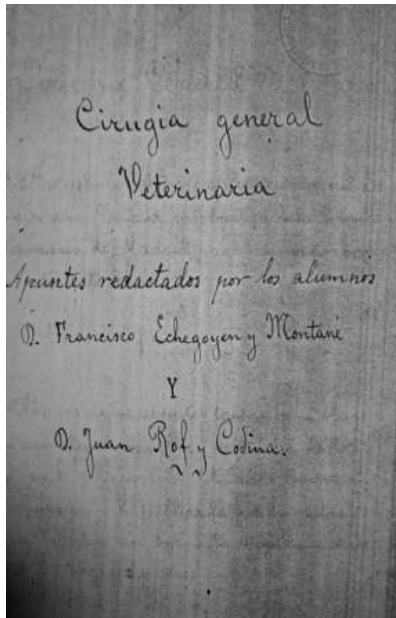 Cirugia general
Veterinaria
Apuntes redactados por los alumnos
D. Francisco Echegoyen y Montané
Y
D. Juan Rof y Codina.